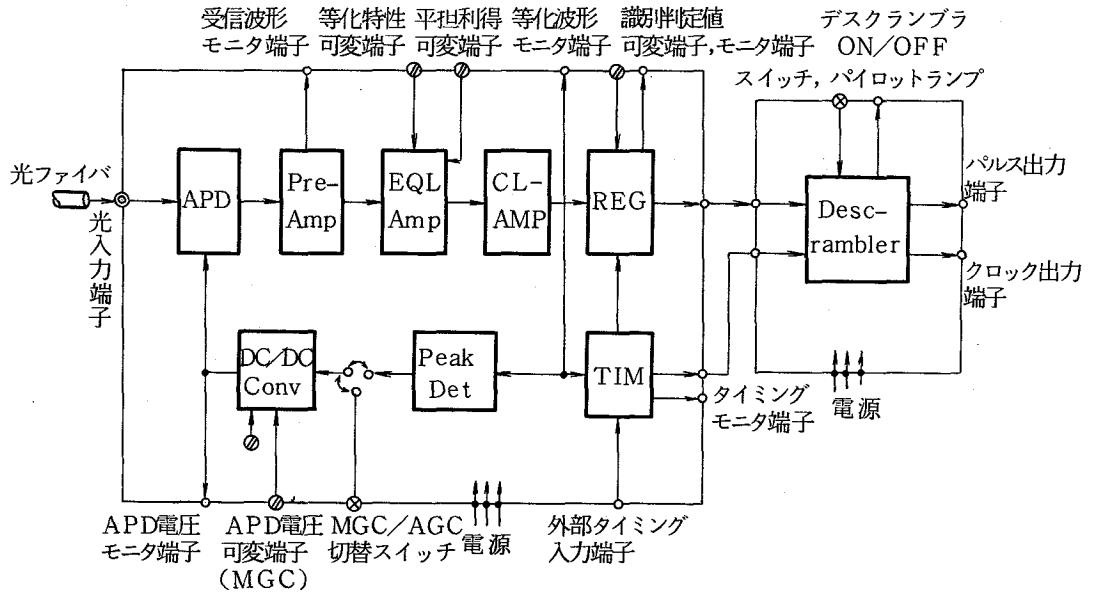 受信波形
モニタ端子
等化特性
可変端子
平担利得
可変端子
等化波形
モニタ端子
識別判定値
可変端子,モニタ端子
デスクランブラ
ON/OFF
スイッチ,パイロットランプ
光ファイバ
光入力端子
APD
Pre-
Amp
EQL
Amp
CL-
AMP
REG
Desc-
rambler
パルス出力
端子
クロック出力
端子
DC/DC
Conv
Peak
Det
TIM
タイミング
モニタ端子
電源
APD電圧
モニタ端子
APD電圧
可変端子
(MGC)
MGC/AGC
切替スイッチ
電源
外部タイミング
入力端子